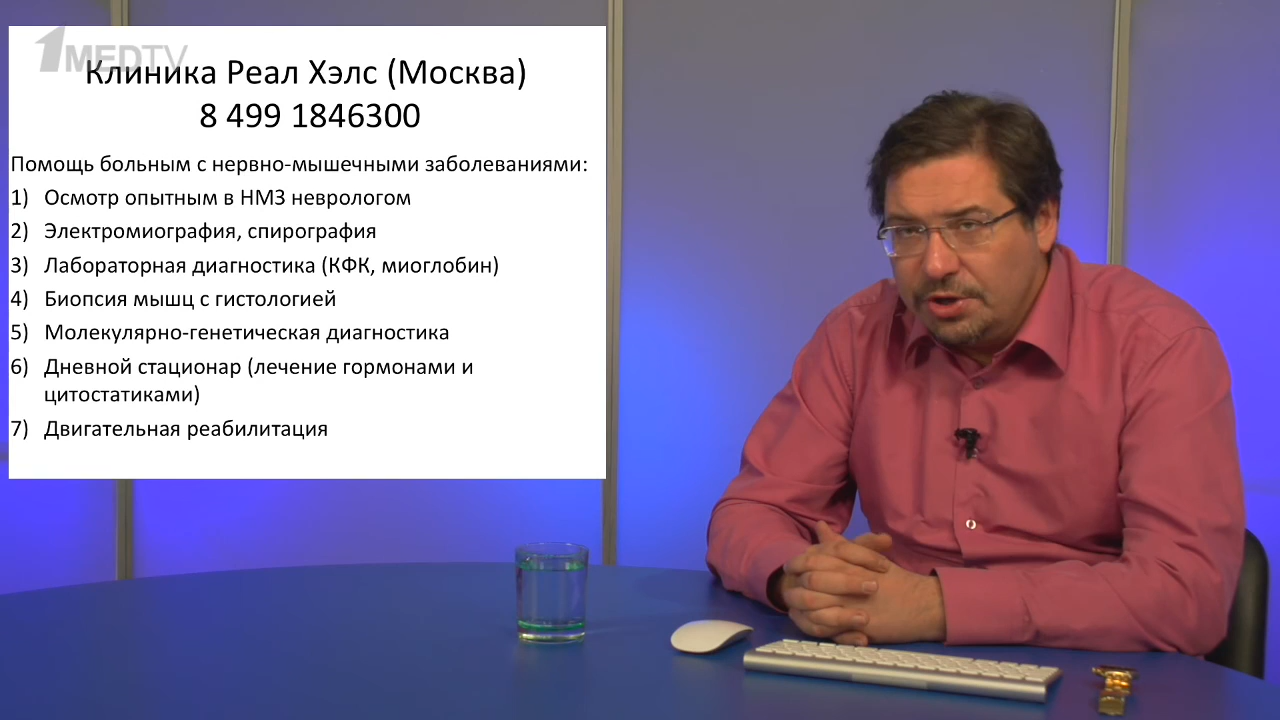 1MEDTV
Клиника Реал Хэлс (Москва)
8 499 1846300
Помощь больным с нервно-мышечными заболеваниями:
1) Осмотр опытным в НМЗ неврологом
2) Электромиография, спирография
3) Лабораторная диагностика (КФК, миоглобин)
4) Биопсия мышц с гистологией
5) Молекулярно-генетическая диагностика
6) Дневной стационар (лечение гормонами и
цитостатиками)
7) Двигательная реабилитация